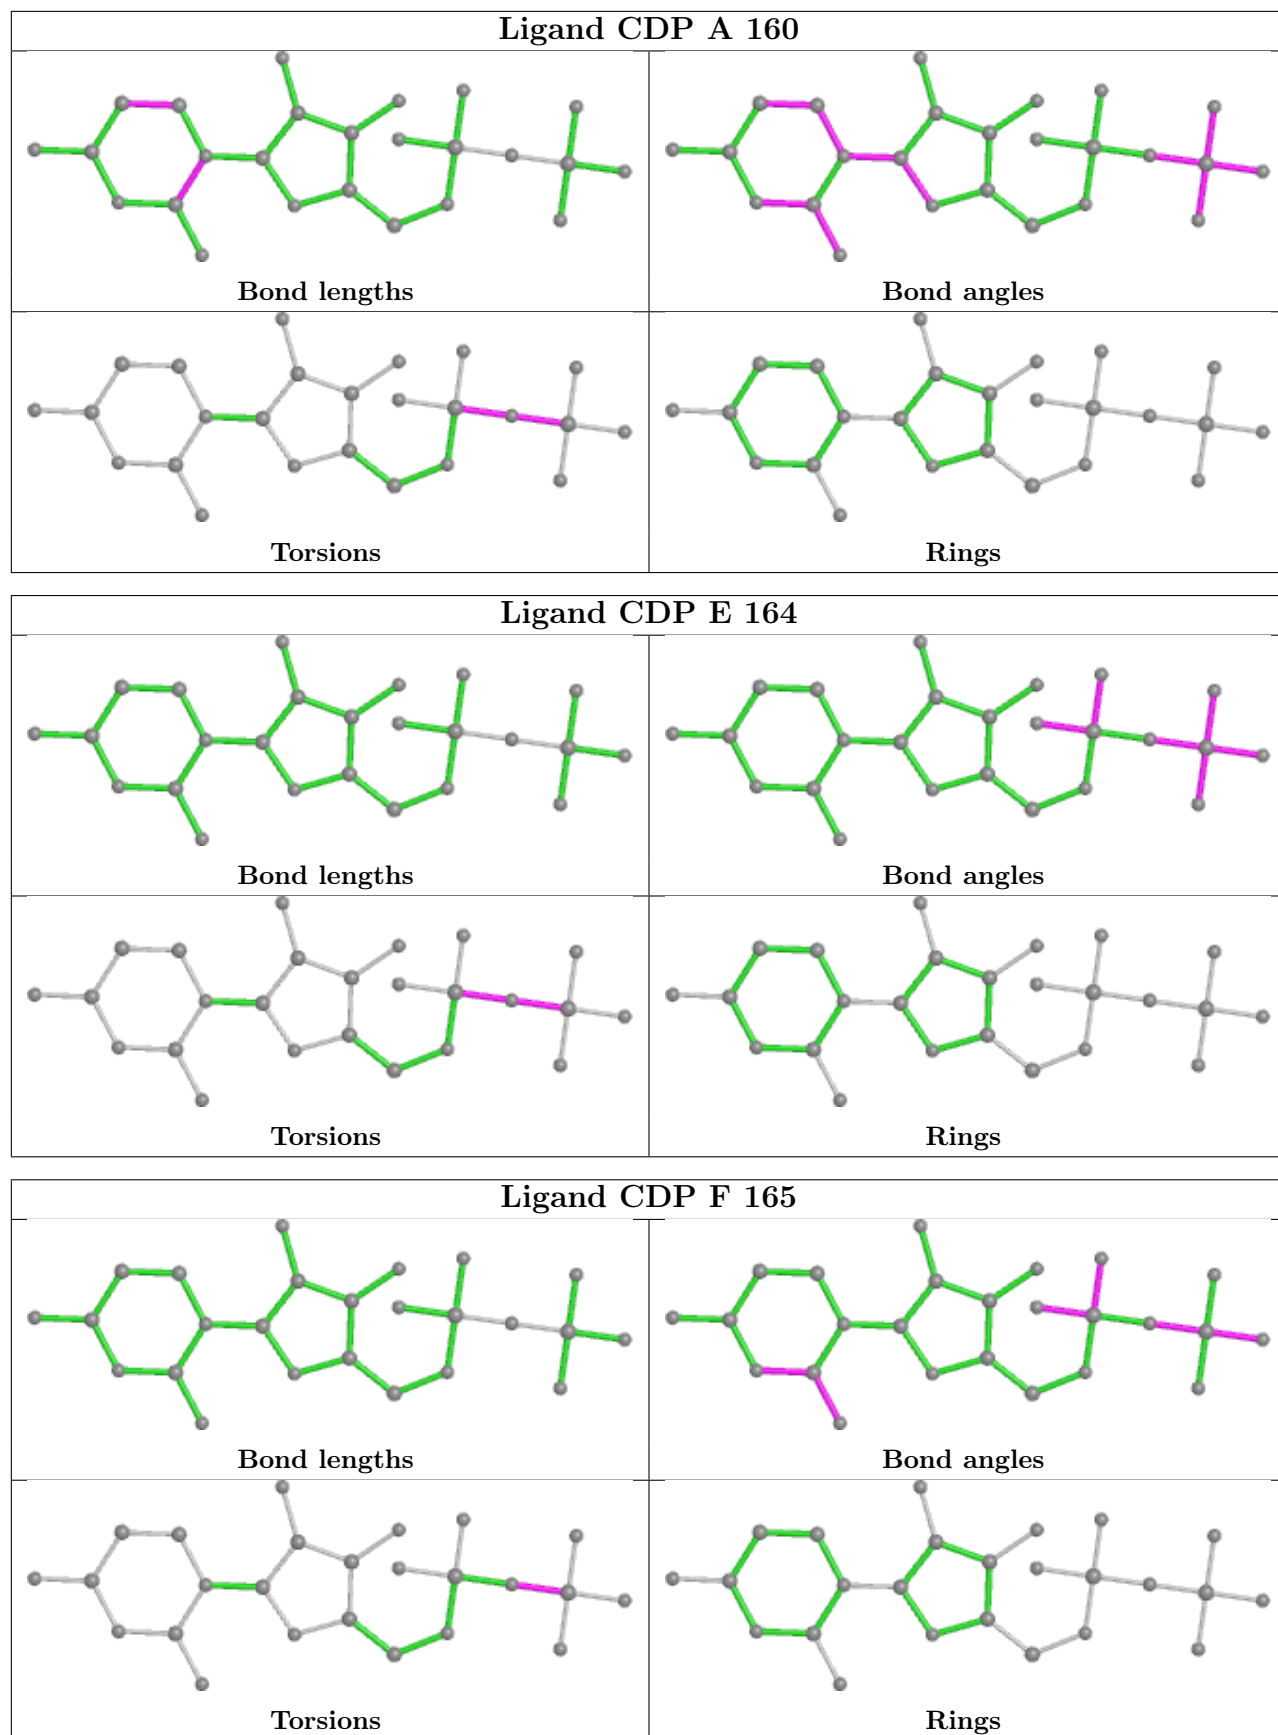 Ligand CDP A 160
Bond lengths
Bond angles
Torsions
Rings
Ligand CDP E 164
Bond lengths
Bond angles
Torsions
Rings
Ligand CDP F 165
Bond lengths
Bond angles
Torsions
Rings